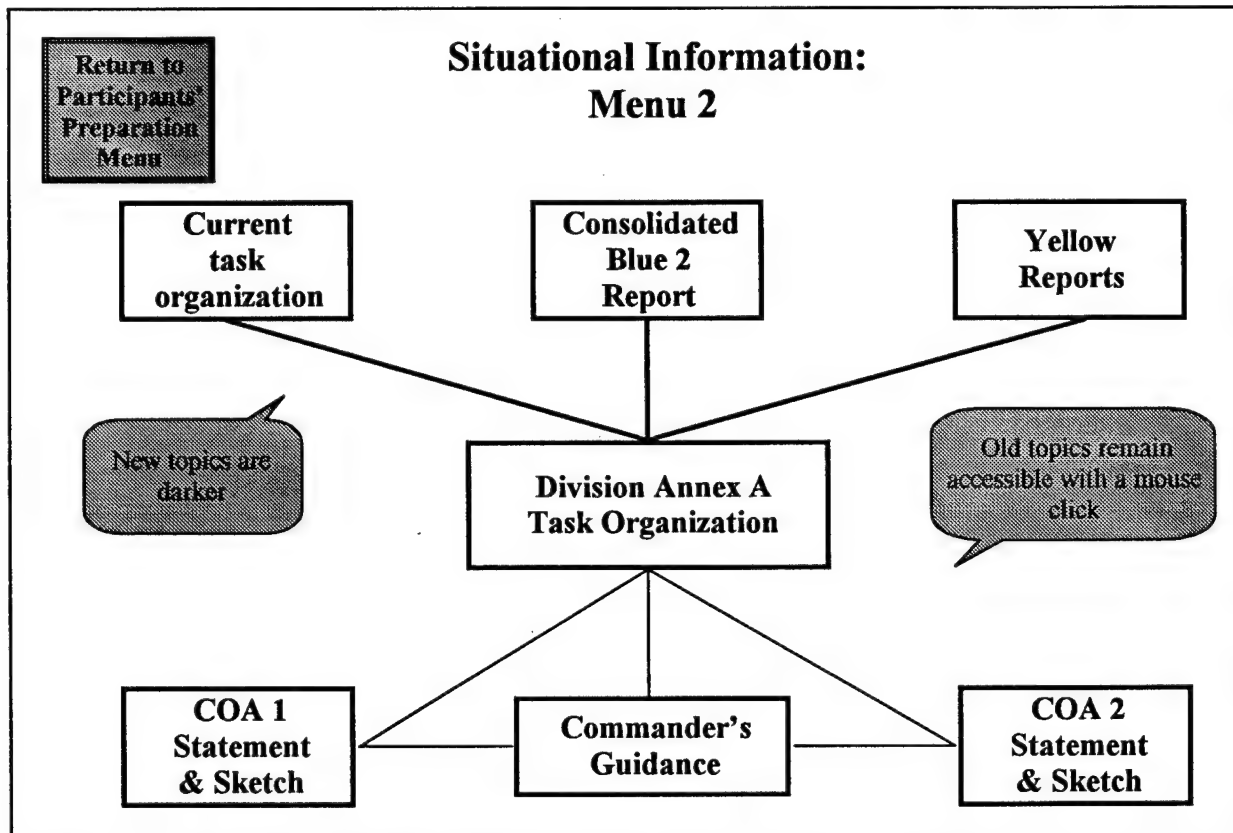 Return to
Participants'
Preparation
Menu
Situational Information:
Menu 2
Current
task
organization
Consolidated
Blue 2
Report
Yellow
Reports
New topics are
darker
Division Annex A
Task Organization
Old topics remain
accessible with a mouse
click
COA 1
Statement
& Sketch
Commander's
Guidance
COA 2
Statement
& Sketch